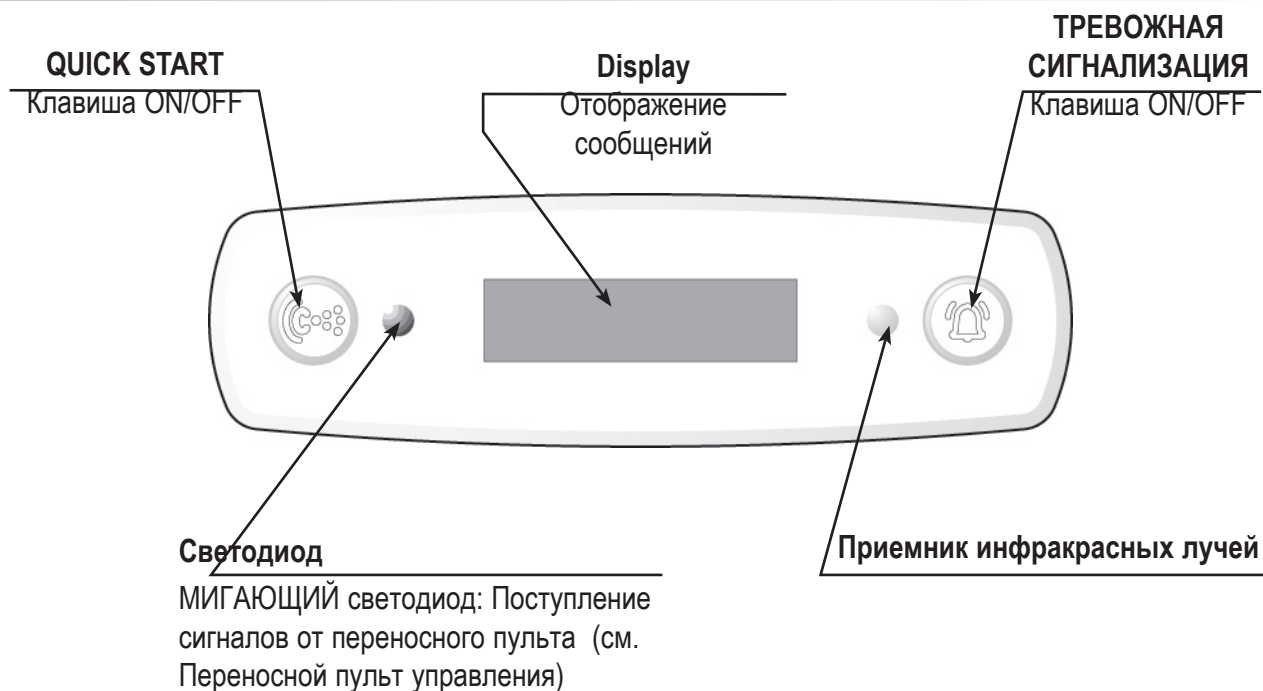 QUICK START
Клавиша ON/OFF
Display
Отображение
сообщений
ТРЕВОЖНАЯ
СИГНАЛИЗАЦИЯ
Клавиша ON/OFF
Светодиод
МИГАЮЩИЙ светодиод: Поступление
сигналов от переносного пульта (см.
Переносной пульт управления)
Приемник инфракрасных лучей